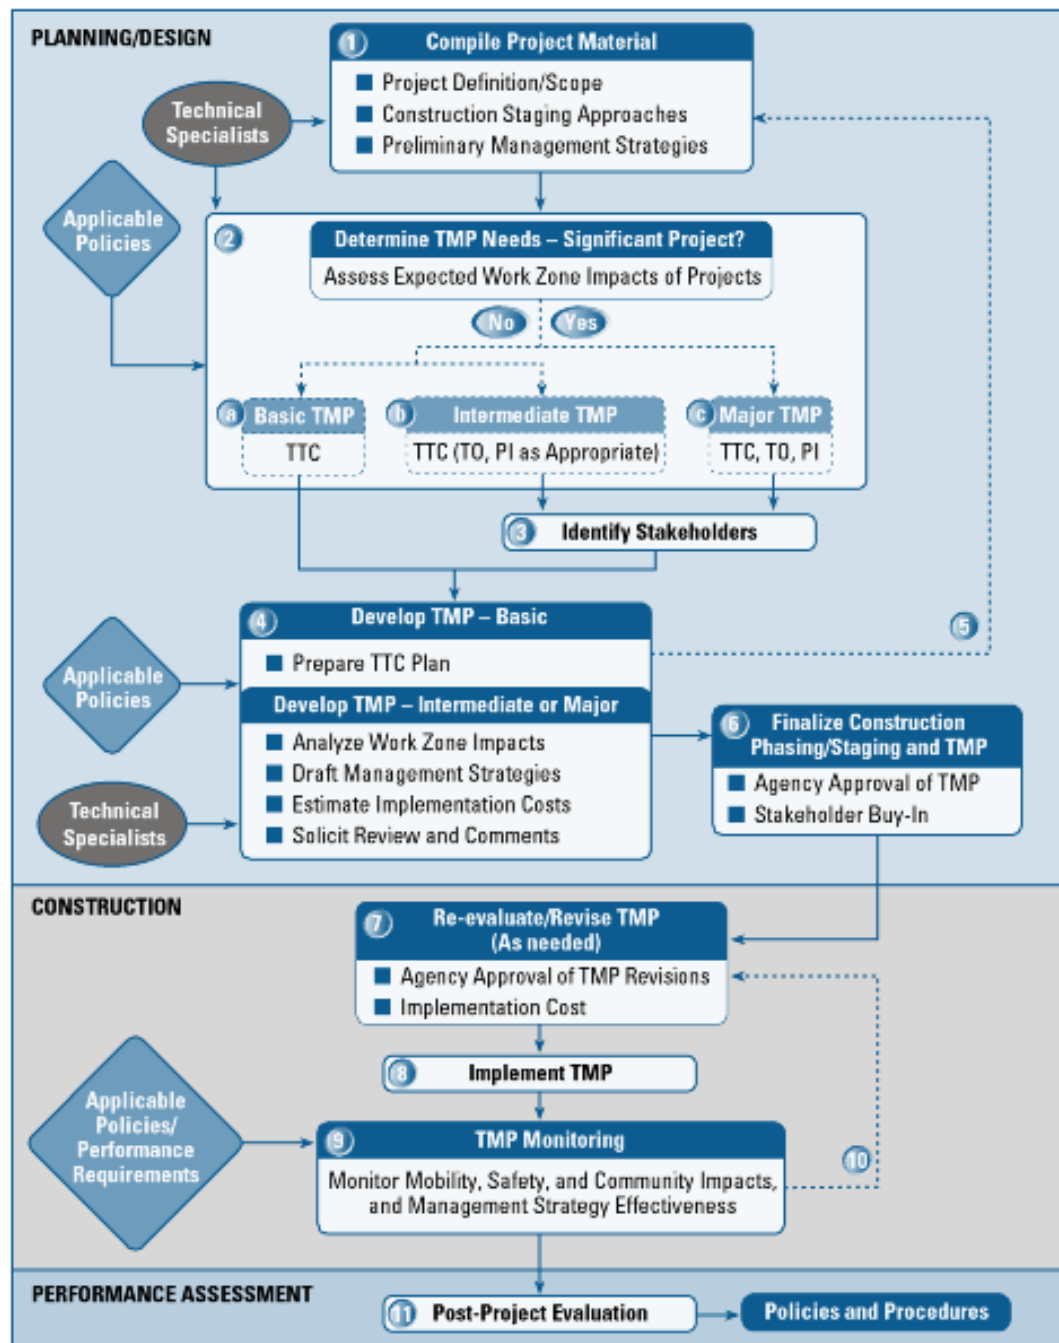 PLANNING/DESIGN
1 Compile Project Material
■ Project Definition/Scope
■ Construction Staging Approaches
■ Preliminary Management Strategies
Technical
Specialists
Applicable
Policies
2
Determine TMP Needs – Significant Project?
Assess Expected Work Zone Impacts of Projects
No Yes
a Basic TMP
TTC
b Intermediate TMP
TTC (TO, PI as Appropriate)
c Major TMP
TTC, TO, PI
3 Identify Stakeholders
4 Develop TMP – Basic
■ Prepare TTC Plan
5
Applicable
Policies
Develop TMP – Intermediate or Major
■ Analyze Work Zone Impacts
■ Draft Management Strategies
■ Estimate Implementation Costs
■ Solicit Review and Comments
Technical
Specialists
6 Finalize Construction
Phasing/Staging and TMP
■ Agency Approval of TMP
■ Stakeholder Buy-In
CONSTRUCTION
7 Re-evaluate/Revise TMP
(As needed)
■ Agency Approval of TMP Revisions
■ Implementation Cost
8 Implement TMP
Applicable
Policies/
Performance
Requirements
9 TMP Monitoring
Monitor Mobility, Safety, and Community Impacts,
and Management Strategy Effectiveness
10
PERFORMANCE ASSESSMENT
11 Post-Project Evaluation
Policies and Procedures